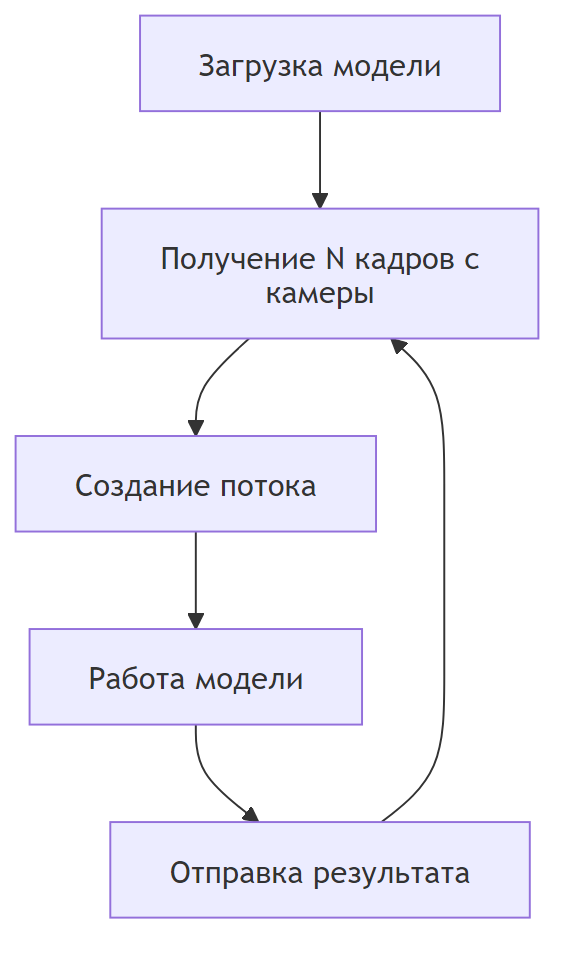 Загрузка модели
Получение N кадров с
камеры
Создание потока
Работа модели
Отправка результата